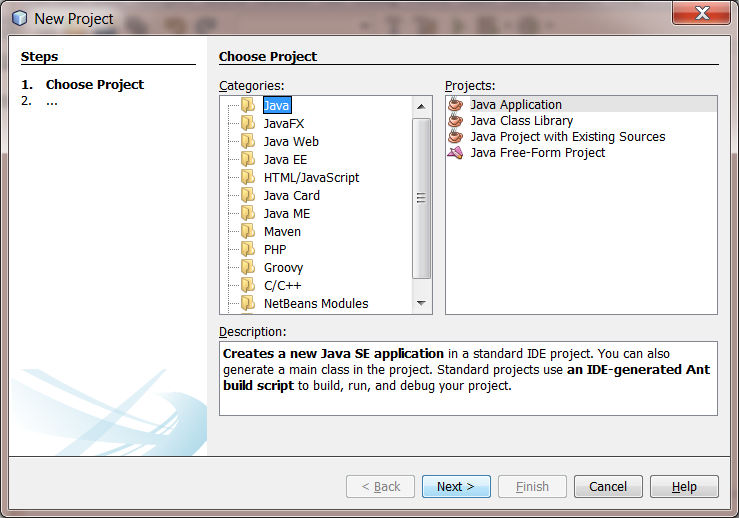 New Project
Steps
1. Choose Project
2. ...
Choose Project
Categories:
Java
JavaFX
Java Web
Java EE
HTML/JavaScript
Java Card
Java ME
Maven
PHP
Groovy
C/C++
NetBeans Modules
Projects:
Java Application
Java Class Library
Java Project with Existing Sources
Java Free-Form Project
Description:
Creates a new Java SE application in a standard IDE project. You can also
generate a main class in the project. Standard projects use an IDE-generated Ant
build script to build, run, and debug your project.
< Back
Next >
Finish
Cancel
Help